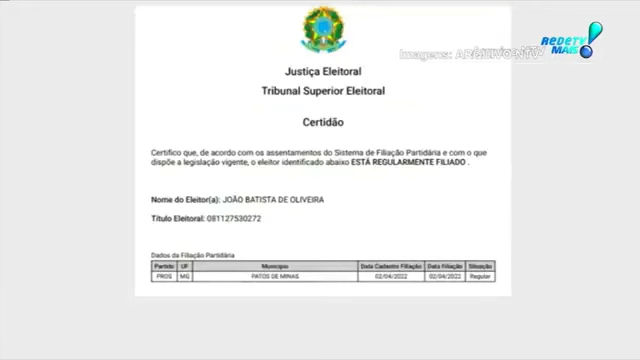 REDETV
MAIS!
Imagens: ARQUIVO NTV
Justiça Eleitoral
Tribunal Superior Eleitoral
Certidão
Certifico que, de acordo com os assentamentos do Sistema de Filiação Partidária e com o que
dispõe a legislação vigente, o eleitor identificado abaixo ESTÁ REGULARMENTE FILIADO .
Nome do Eleitor(a): JOÃO BATISTA DE OLIVEIRA
Título Eleitoral: 081127530272
Dados da Filiação Partidária
Partido UF Município Data Cadastro Filiação Data Filiação Situação
PROS MG PATOS DE MINAS 02/04/2022 02/04/2022 Regular